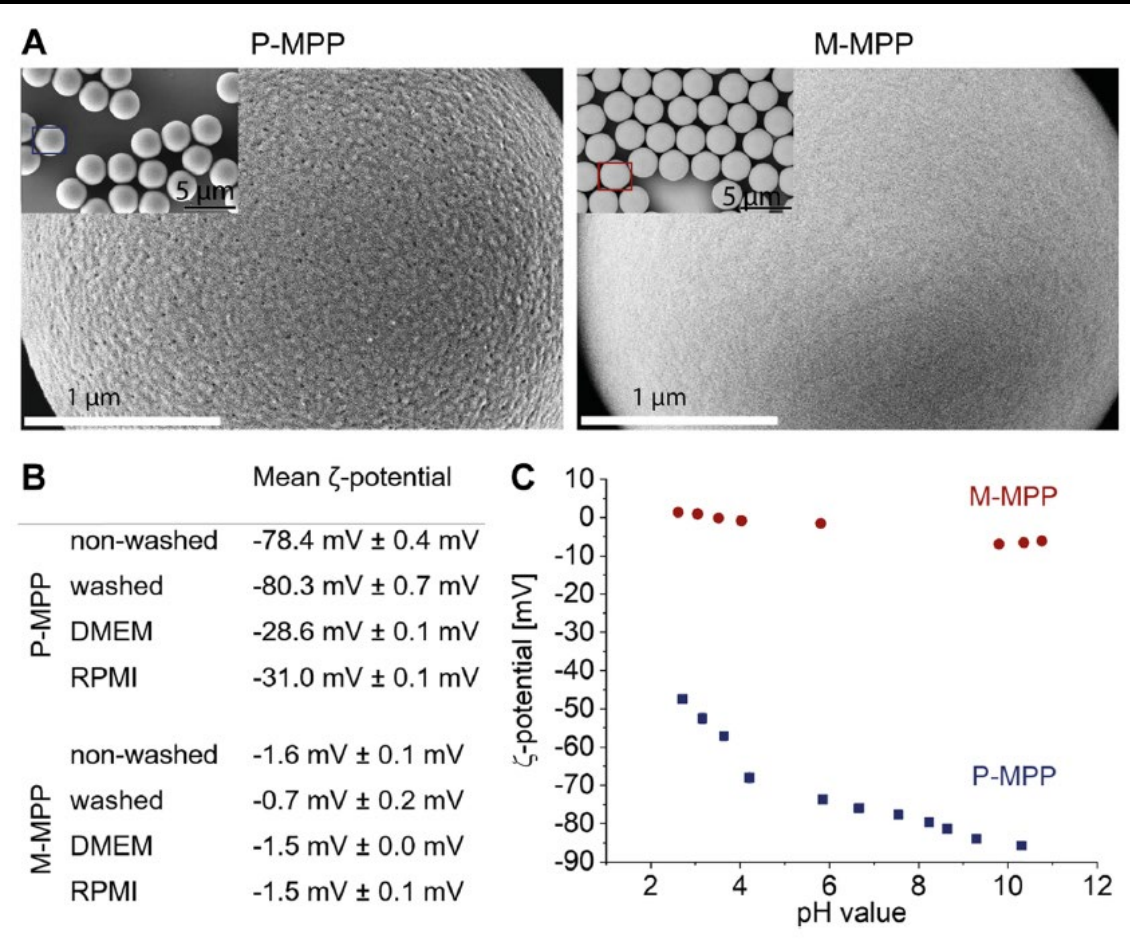 A
P-MPP
M-MPP
5 µm
5 µm
1 µm
1 µm
B
Mean ζ-potential
P-MPP
non-washed -78.4 mV ± 0.4 mV
washed -80.3 mV ± 0.7 mV
DMEM -28.6 mV ± 0.1 mV
RPMI -31.0 mV ± 0.1 mV
M-MPP
non-washed -1.6 mV ± 0.1 mV
washed -0.7 mV ± 0.2 mV
DMEM -1.5 mV ± 0.0 mV
RPMI -1.5 mV ± 0.1 mV
C
ζ-potential [mV]
10
0
-10
-20
-30
-40
-50
-60
-70
-80
-90
M-MPP
P-MPP
2 4 6 8 10 12
pH value